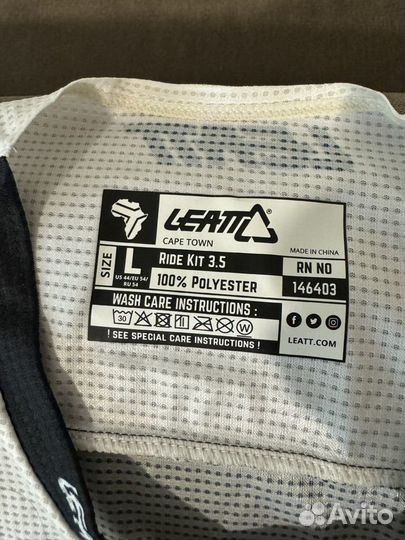 LEATT
CAPE TOWN
MADE IN CHINA
SIZE
L
US 44/EU 54/
RU 54
RIDE KIT 3.5
100% POLYESTER
RN NO
146403
WASH CARE INSTRUCTIONS :
30
W
! SEE SPECIAL CARE INSTRUCTIONS !
LEATT.COM
LEATT
Avito